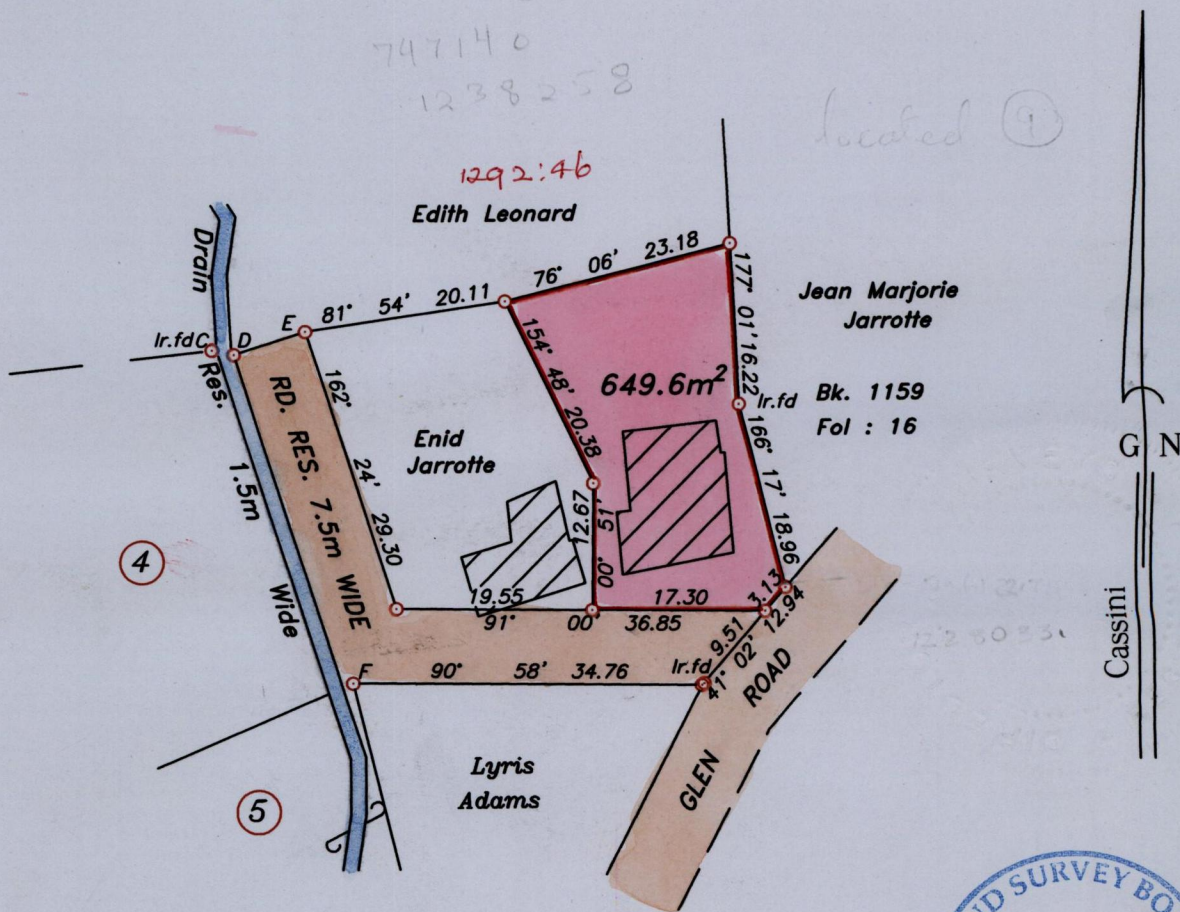 747140
1238258
located 9
1292:46
Edith Leonard
Drain
76° 06' 23.18
81° 54' 20.11
E
Ir.fd C
D
Res.
1.5m
Wide
RD. RES. 7.5m WIDE
162° 24' 29.30
Enid
Jarrotte
154° 48' 20.38
649.6m²
177° 01' 16.22
Jean Marjorie
Jarrotte
Ir.fd
Bk. 1159
Fol : 16
166° 17' 18.96
G N
Cassini
4
12.67
00° 51'
19.55
17.30
3.13
91° 00' 36.85
12.94
9.51
41° 02'
F
90° 58' 34.76
Ir.fd
GLEN ROAD
Lyris
Adams
5
ND SURVEY BO